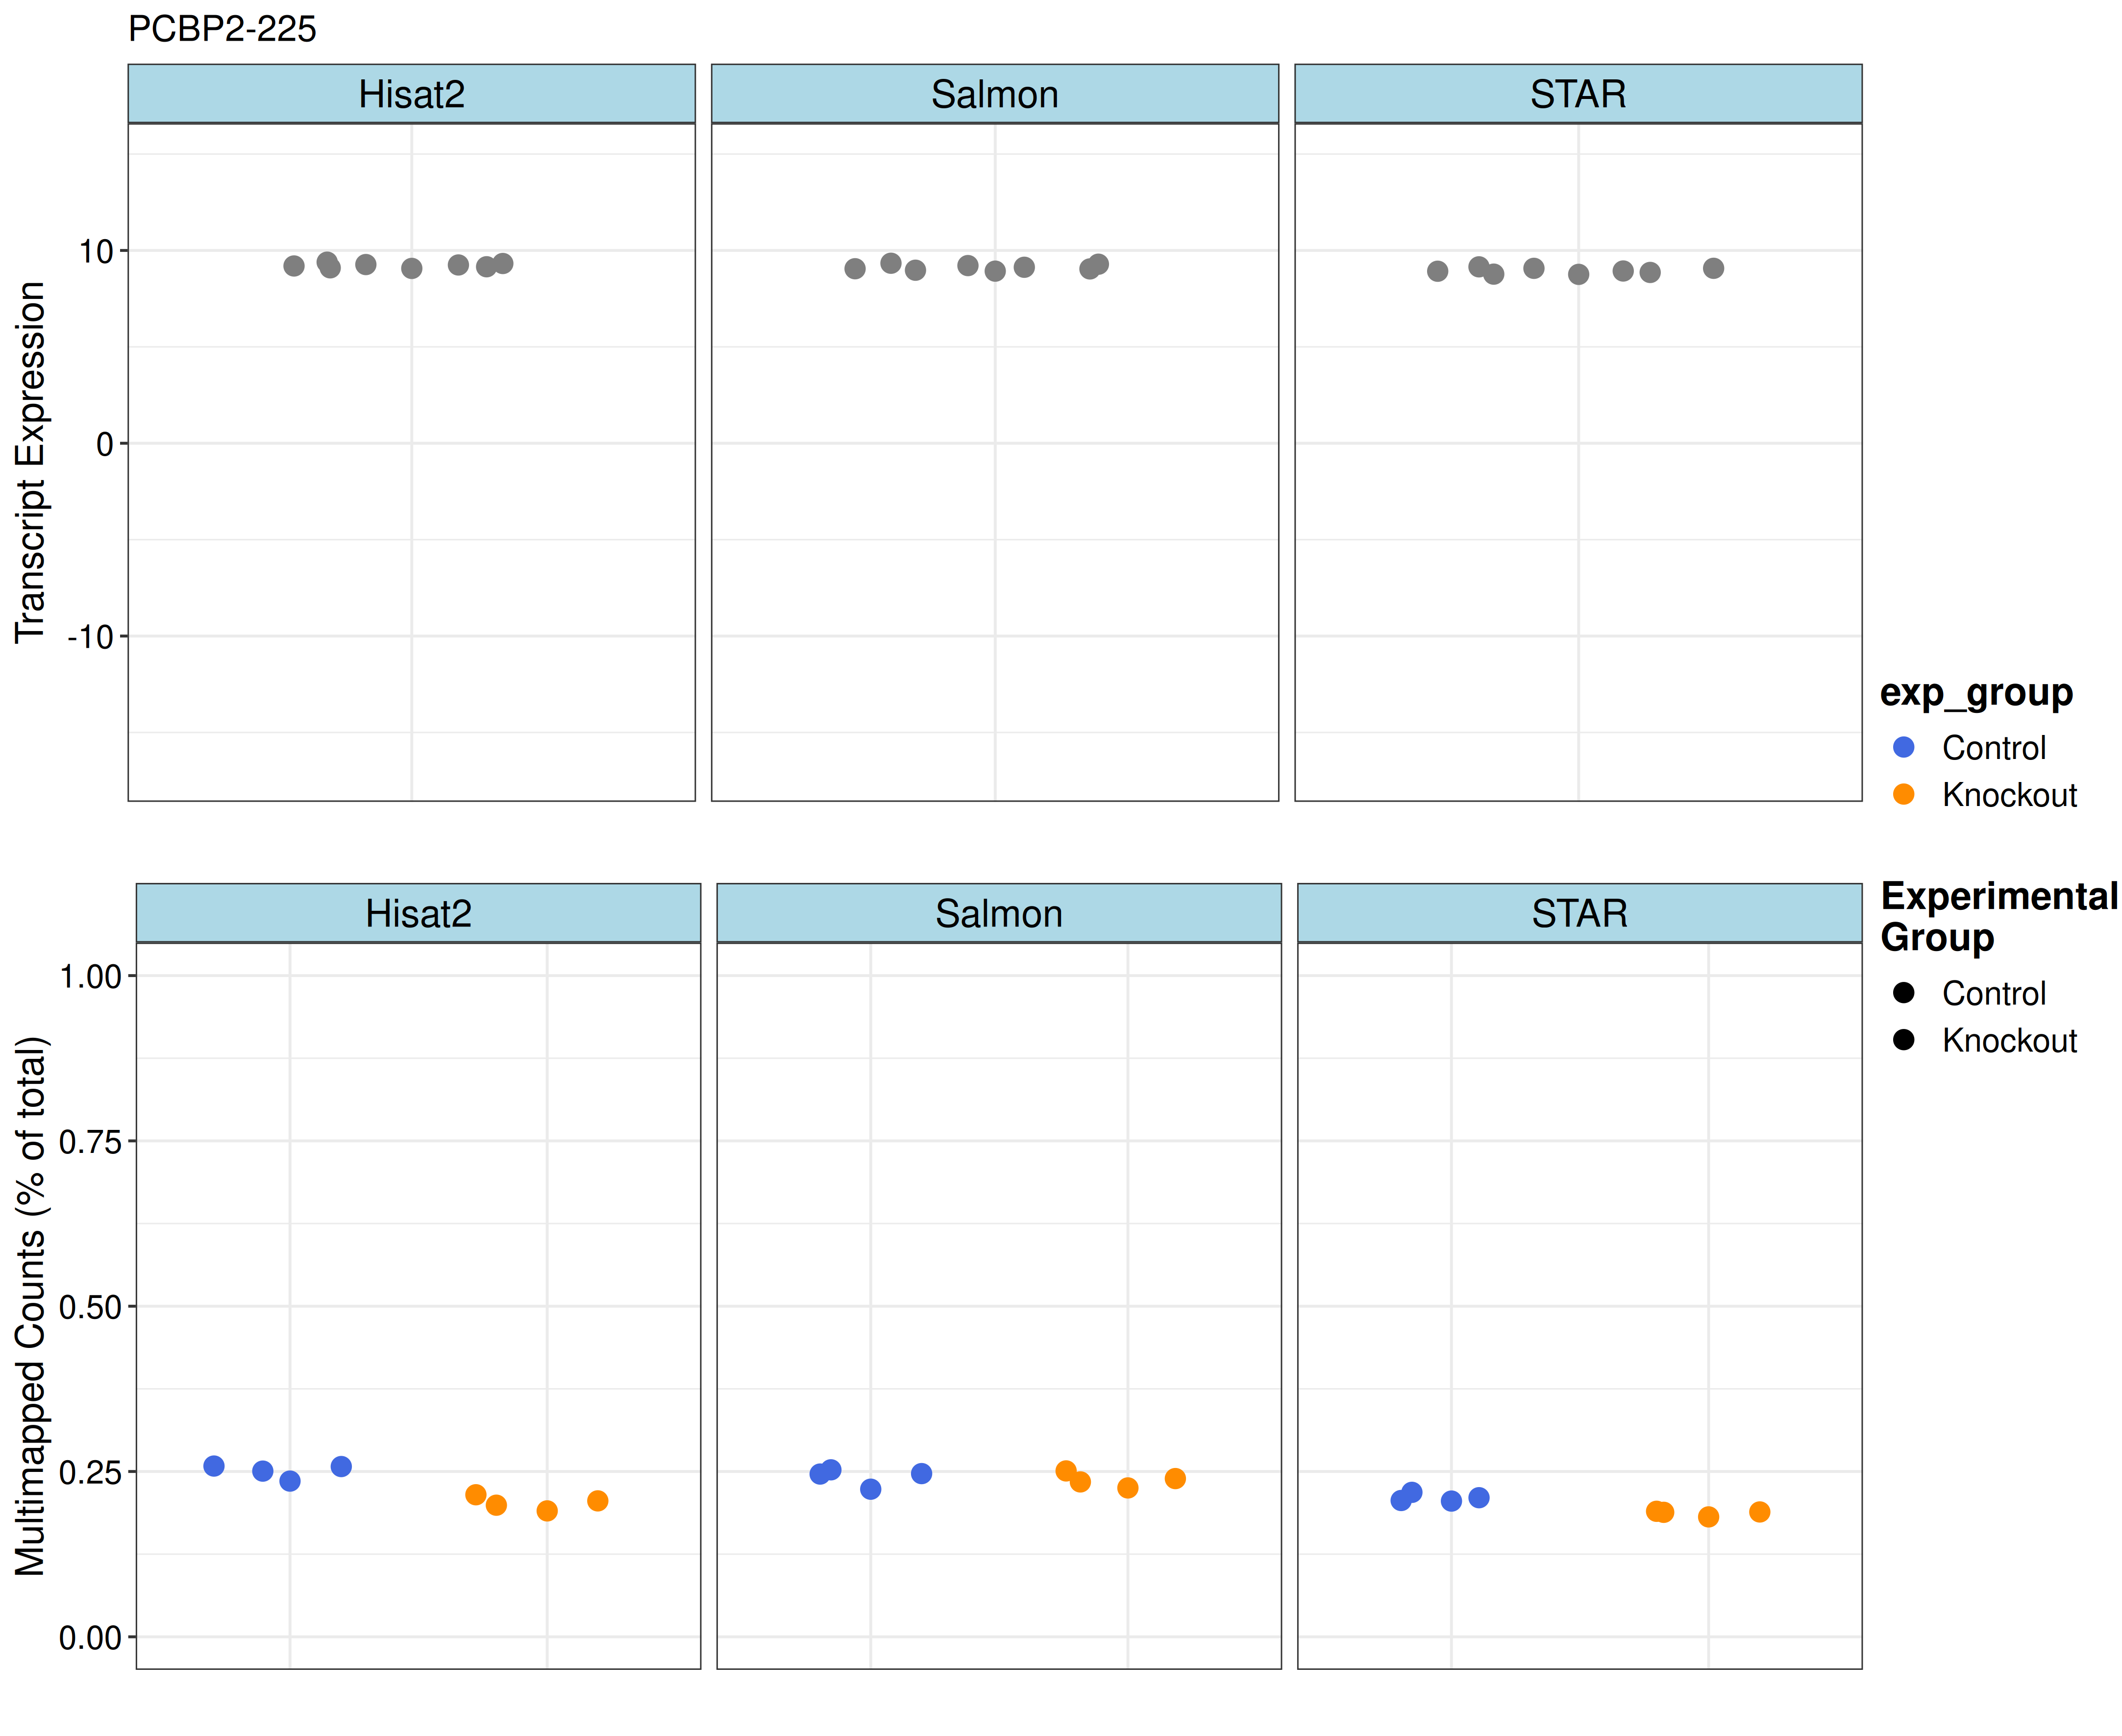 PCBP2-225
Hisat2
Salmon
STAR
Transcript Expression
10
0
-10
exp_group
Control
Knockout
Hisat2
Salmon
STAR
Multimapped Counts (% of total)
1.00
0.75
0.50
0.25
0.00
Experimental
Group
Control
Knockout